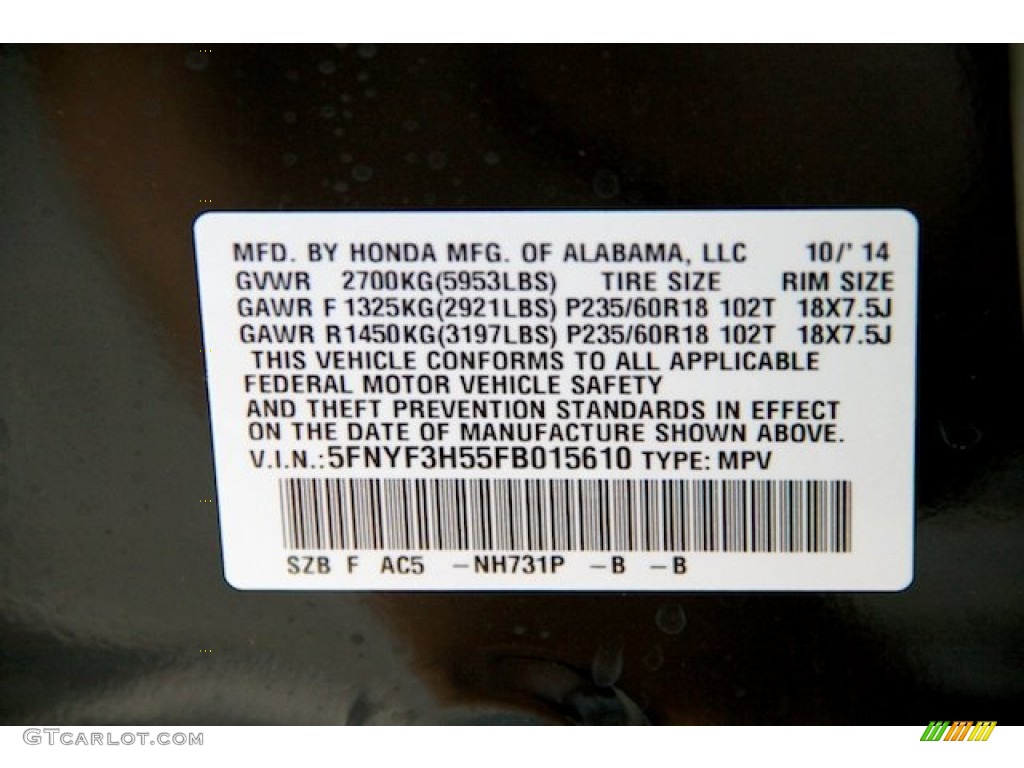 MFD. BY HONDA MFG. OF ALABAMA, LLC 10/' 14
GVWR 2700KG(5953LBS) TIRE SIZE RIM SIZE
GAWR F 1325KG(2921LBS) P235/60R18 102T 18X7.5J
GAWR R1450KG(3197LBS) P235/60R18 102T 18X7.5J
THIS VEHICLE CONFORMS TO ALL APPLICABLE
FEDERAL MOTOR VEHICLE SAFETY
AND THEFT PREVENTION STANDARDS IN EFFECT
ON THE DATE OF MANUFACTURE SHOWN ABOVE.
V.I.N.: 5FNYF3H55FB015610 TYPE: MPV
SZB F AC5 -NH731P -B -B
GTCARLOT.COM